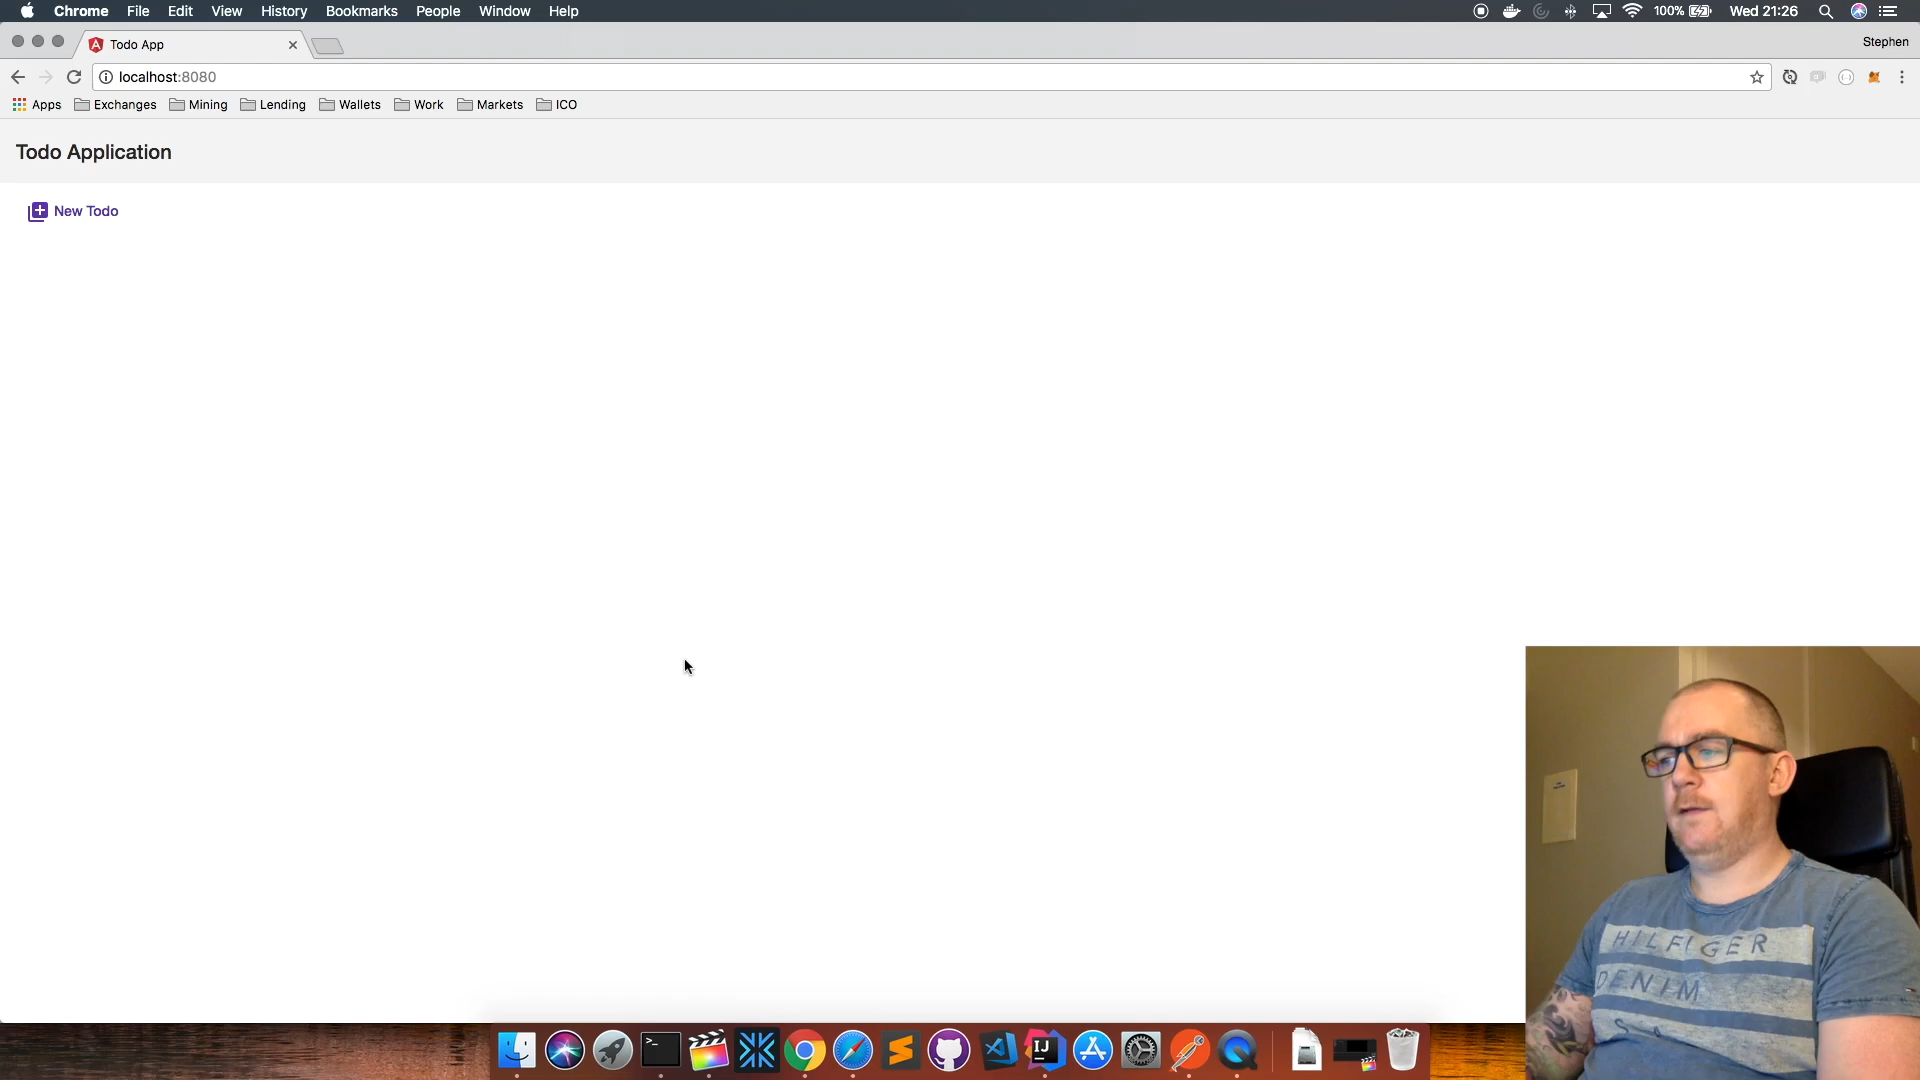 Chrome File Edit View History Bookmarks People Window Help
100% Wed 21:26
Todo App
Stephen
localhost:8080
Apps Exchanges Mining Lending Wallets Work Markets ICO
Todo Application
New Todo
HILFIGER
DENIM
IJ